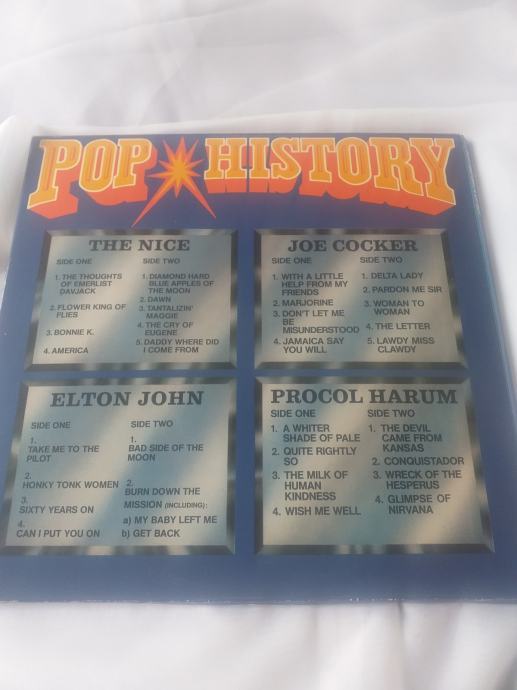 POP HISTORY
THE NICE
SIDE ONE
1. THE THOUGHTS
OF EMERLIST
DAVJACK
2. FLOWER KING OF
FLIES
3. BONNIE K.
4. AMERICA
SIDE TWO
1. DIAMOND HARD
BLUE APPLES OF
THE MOON
2. DAWN
3. TANTALIZIN'
MAGGIE
4. THE CRY OF
EUGENE
5. DADDY WHERE DID
I COME FROM
JOE COCKER
SIDE ONE
1. WITH A LITTLE
HELP FROM MY
FRIENDS
2. MARJORINE
3. DON'T LET ME
BE
MISUNDERSTOOD
4. JAMAICA SAY
YOU WILL
SIDE TWO
1. DELTA LADY
2. PARDON ME SIR
3. WOMAN TO
WOMAN
4. THE LETTER
5. LAWDY MISS
CLAWDY
ELTON JOHN
SIDE ONE
1.
TAKE ME TO THE
PILOT
2.
HONKY TONK WOMEN
3.
SIXTY YEARS ON
4.
CAN I PUT YOU ON
SIDE TWO
1.
BAD SIDE OF THE
MOON
2.
BURN DOWN THE
MISSION (INCLUDING):
a) MY BABY LEFT ME
b) GET BACK
PROCOL HARUM
SIDE ONE
1. A WHITER
SHADE OF PALE
2. QUITE RIGHTLY
SO
3. THE MILK OF
HUMAN
KINDNESS
4. WISH ME WELL
SIDE TWO
1. THE DEVIL
CAME FROM
KANSAS
2. CONQUISTADOR
3. WRECK OF THE
HESPERUS
4. GLIMPSE OF
NIRVANA